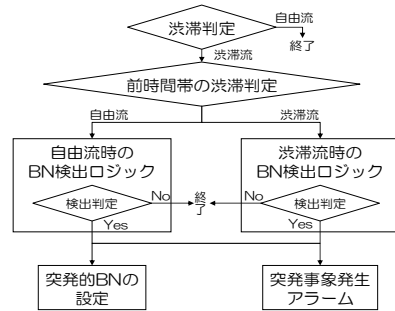 渋滞判定
自由流
終了
渋滞流
前時間帯の渋滞判定
自由流
渋滞流
自由流時の
BN検出ロジック
渋滞流時の
BN検出ロジック
検出判定
No
終了
No
検出判定
Yes
Yes
突発的BNの
設定
突発事象発生
アラーム